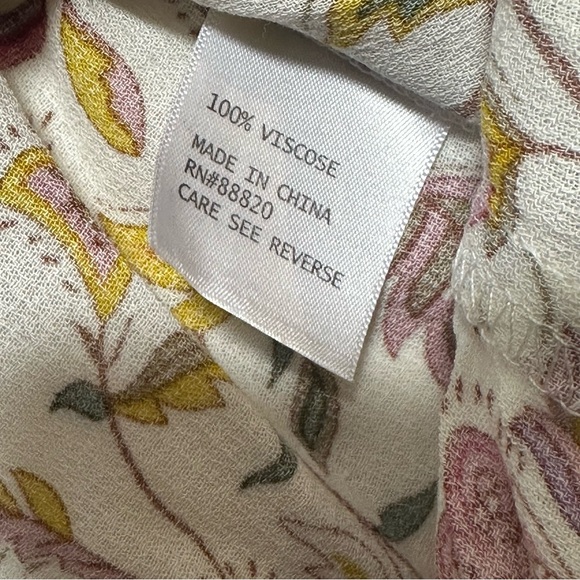 100% VISCOSE
MADE IN CHINA
RN#88820
CARE SEE REVERSE